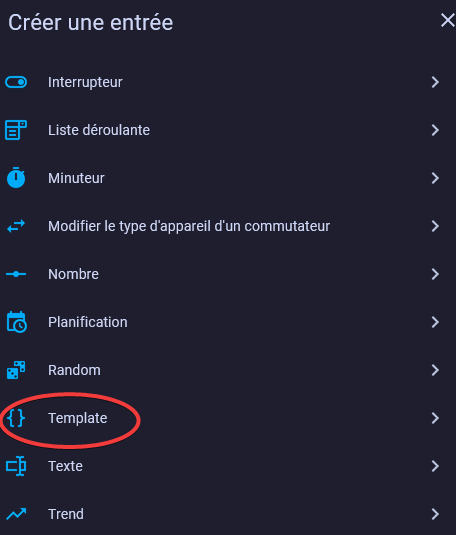 Créer une entrée
Interrupteur
Liste déroulante
Minuteur
Modifier le type d'appareil d'un commutateur
Nombre
Planification
Random
Template
Texte
Trend